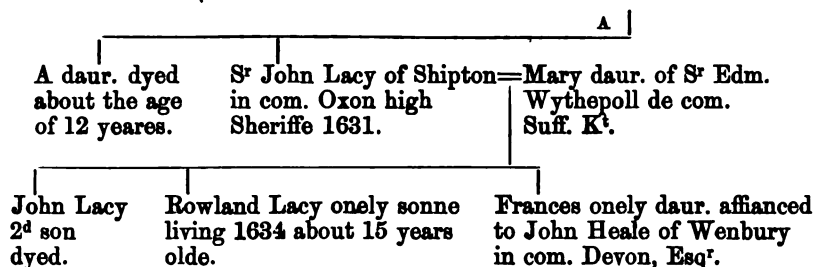 A
A daur. dyed
about the age
of 12 yeares.
Sʳ John Lacy of Shipton=Mary daur. of Sʳ Edm.
in com. Oxon high
Sheriffe 1631.
Wythepoll de com.
Suff. Kᵗ.
John Lacy
2ᵈ son
dyed.
Rowland Lacy onely sonne
living 1634 about 15 years
olde.
Frances onely daur. affianced
to John Heale of Wenbury
in com. Devon, Esqʳ.